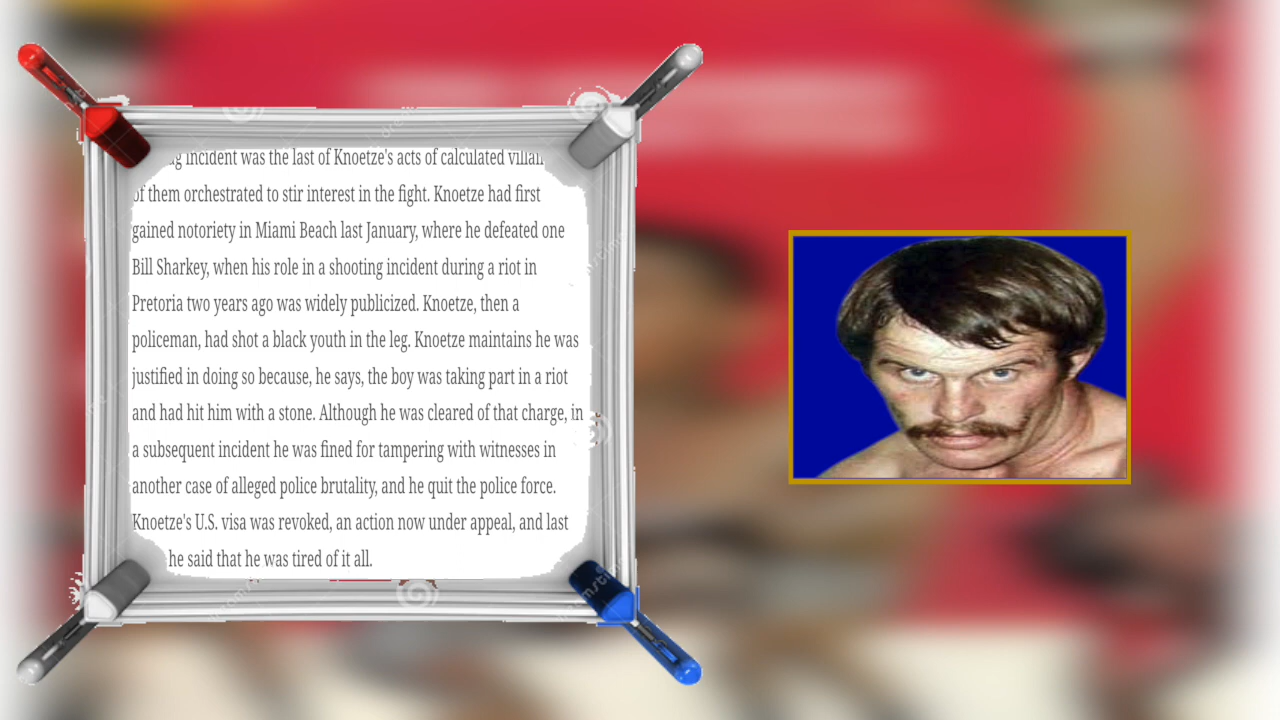 incident was the last of Knoetze's acts of calculated
of them orchestrated to stir interest in the fight. Knoetze had first
gained notoriety in Miami Beach last January, where he defeated one
Bill Sharkey, when his role in a shooting incident during a riot in
Pretoria two years ago was widely publicized. Knoetze, then a
policeman, had shot a black youth in the leg. Knoetze maintains he was
justified in doing so because, he says, the boy was taking part in a riot
and had hit him with a stone. Although he was cleared of that charge, in
a subsequent incident he was fined for tampering with witnesses in
another case of alleged police brutality, and he quit the police force.
Knoetze's U.S. visa was revoked, an action now under appeal, and last
he said that he was tired of it all.